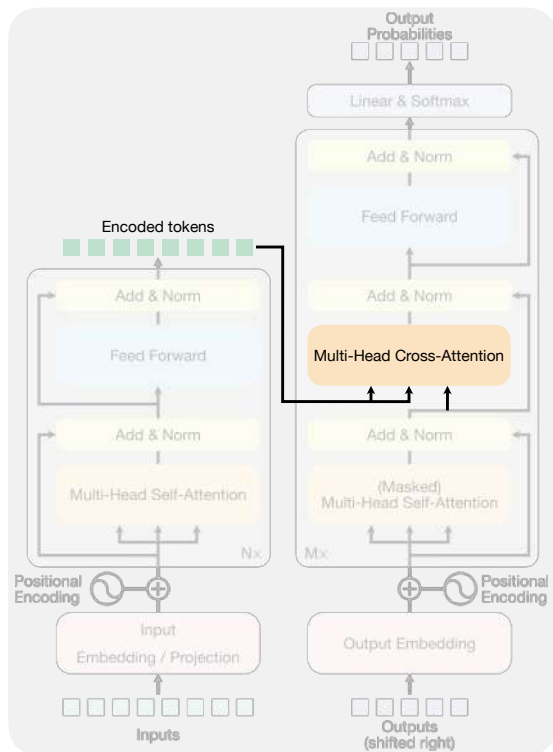 Output
Probabilities
Linear & Softmax
Add & Norm
Feed Forward
Add & Norm
Multi-Head Cross-Attention
Add & Norm
(Masked)
Multi-Head Self-Attention
M×
Positional
Encoding
Output Embedding
Outputs
(shifted right)
Encoded tokens
Add & Norm
Feed Forward
Add & Norm
Multi-Head Self-Attention
N×
Positional
Encoding
Input
Embedding / Projection
Inputs